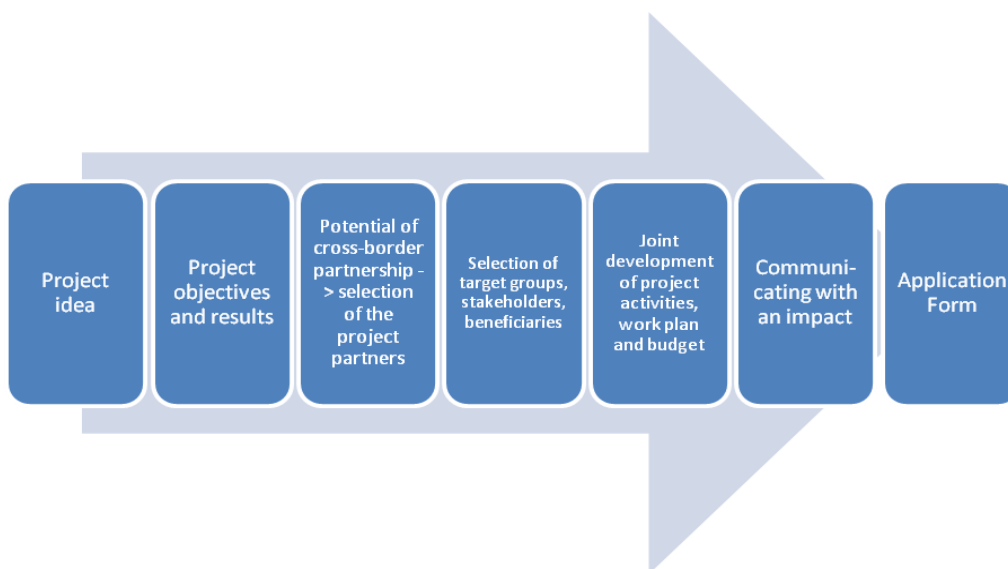 Project
idea
Project
objectives
and results
Potential of
cross-border
partnership -
> selection
of the
project
partners
Selection of
target groups,
stakeholders,
beneficiaries
Joint
development
of project
activities,
work plan
and budget
Communi-
cating with
an impact
Application
Form